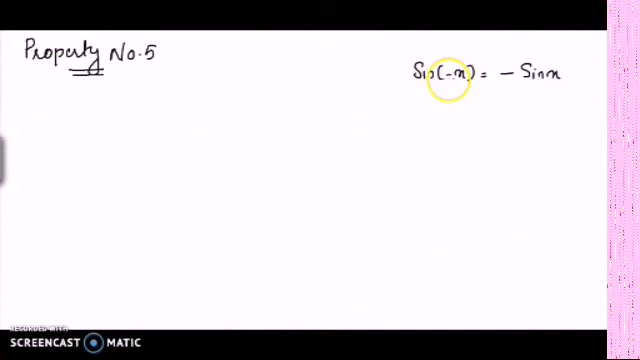 Property No.5
Sin(-x) = - Sinx
RECORDED WITH
SCREENCAST MATIC